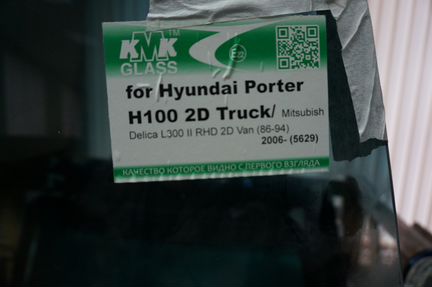 KMK™
GLASS
for Hyundai Porter
H100 2D Truck/ Mitsubish
Delica L300 II RHD 2D Van (86-94)
2006- (5629)
КАЧЕСТВО КОТОРОЕ ВИДНО С ПЕРВОГО ВЗГЛЯДА